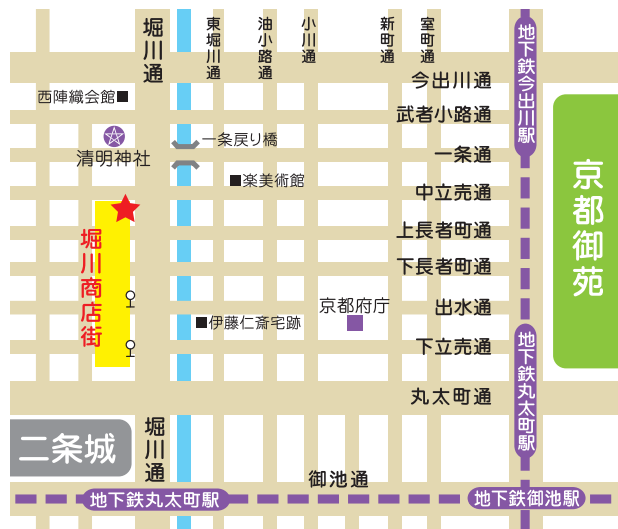 堀川通
東堀川通
油小路通
小川通
新町通
室町通
地下鉄今出川駅
今出川通
西陣織会館
武者小路通
清明神社
一条戻り橋
一条通
京都御苑
楽美術館
中立売通
堀川商店街
上長者町通
下長者町通
京都府庁
出水通
伊藤仁斎宅跡
下立売通
地下鉄丸太町駅
丸太町通
二条城
堀川通
御池通
地下鉄丸太町駅
地下鉄御池駅